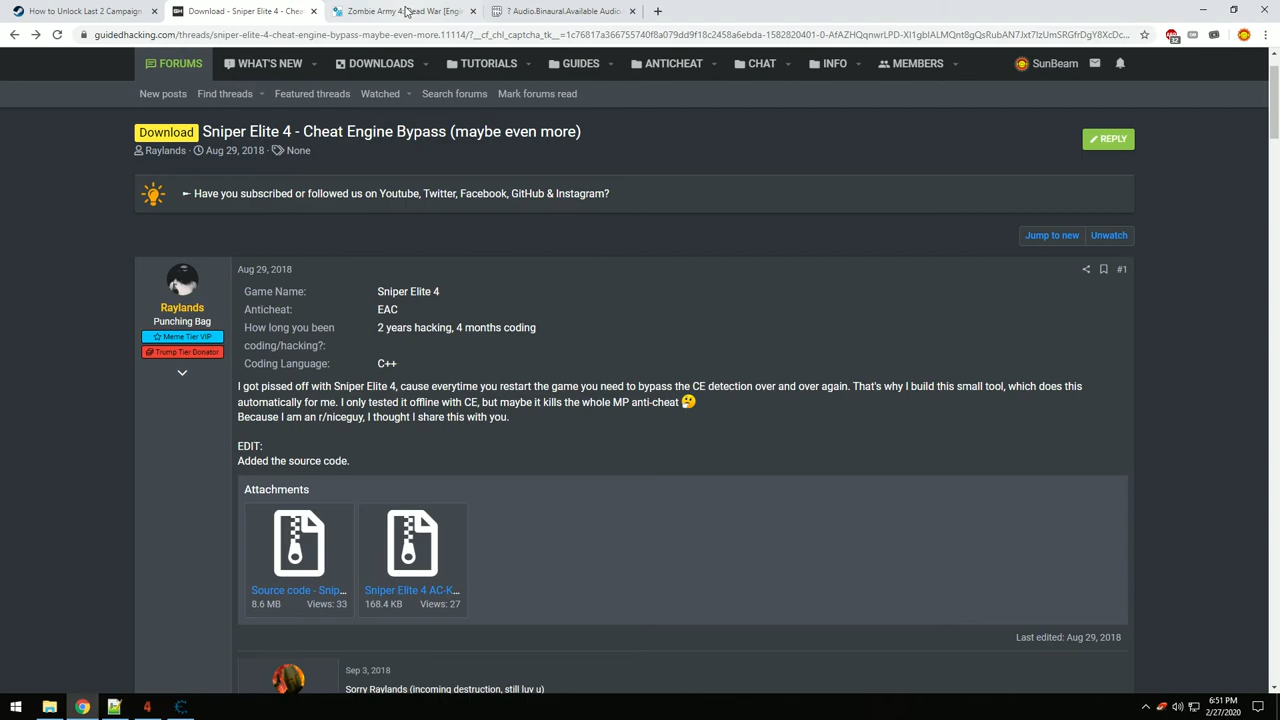 How to Unlock Last 2 Campaign
Download - Sniper Elite 4 - Chea
Zombie Army 4: Dead War [Engi
? Audio.Binaural.Available Audio
guidedhacking.com/threads/sniper-elite-4-cheat-engine-bypass-maybe-even-more.11114/?__cf_chl_captcha_tk__=1c76817a366755740f8a079dd9f18c2458a6ebda-1582820401-0-AfAZHQqnwrLPD-
FORUMS
WHAT'S NEW
DOWNLOADS
TUTORIALS
GUIDES
ANTICHEAT
CHAT
INFO
MEMBERS
SunBeam
New posts
Find threads
Featured threads
Watched
Search forums
Mark forums read
Download Sniper Elite 4 - Cheat Engine Bypass (maybe even more)
Raylands Aug 29, 2018 None
REPLY
► Have you subscribed or followed us on Youtube, Twitter, Facebook, GitHub & Instagram?
Jump to new
Unwatch
Raylands
Punching Bag
Meme Tier VIP
Trump Tier Donator
Aug 29, 2018
#1
Game Name: Sniper Elite 4
Anticheat: EAC
How long you been 2 years hacking, 4 months coding
coding/hacking?:
Coding Language: C++
I got pissed off with Sniper Elite 4, cause everytime you restart the game you need to bypass the CE detection over and over again. That's why I build this small tool, which does this
automatically for me. I only tested it offline with CE, but maybe it kills the whole MP anti-cheat 🤔
Because I am an r/niceguy, I thought I share this with you.
EDIT:
Added the source code.
Attachments
Source code - Snip...
8.6 MB Views: 33
Sniper Elite 4 AC-K...
168.4 KB Views: 27
Last edited: Aug 29, 2018
Sep 3, 2018
Sorry Raylands (incoming destruction, still luv u)
6:51 PM
2/27/2020